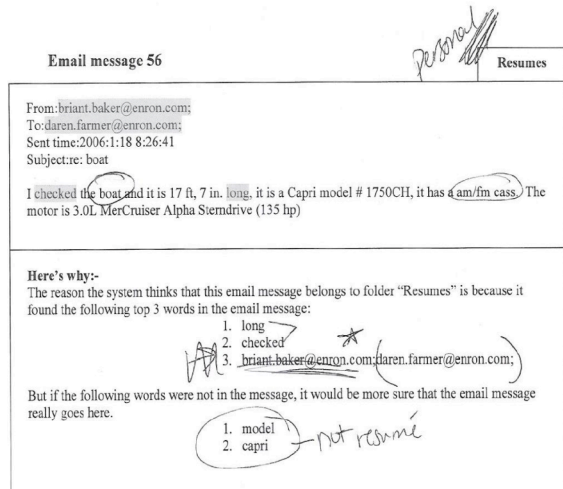 personal
Email message 56
Resumes
From:briant.baker@enron.com;
To:daren.farmer@enron.com;
Sent time:2006:1:18 8:26:41
Subject:re: boat
I checked the boat and it is 17 ft, 7 in. long, it is a Capri model # 1750CH, it has a am/fm cass. The
motor is 3.0L MerCruiser Alpha Sterndrive (135 hp)
Here's why:-
The reason the system thinks that this email message belongs to folder “Resumes” is because it
found the following top 3 words in the email message:
1. long
2. checked
3. briant.baker@enron.com;daren.farmer@enron.com;
But if the following words were not in the message, it would be more sure that the email message
really goes here.
1. model
2. capri
not resumé